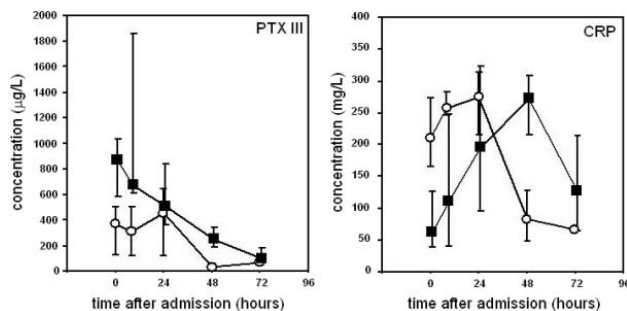 PTX III
2000
1800
1600
1400
1200
1000
800
600
400
200
0
concentration (µg/L)
0 24 48 72 96
time after admission (hours)
CRP
400
350
300
250
200
150
100
50
0
concentration (mg/L)
0 24 48 72 96
time after admission (hours)